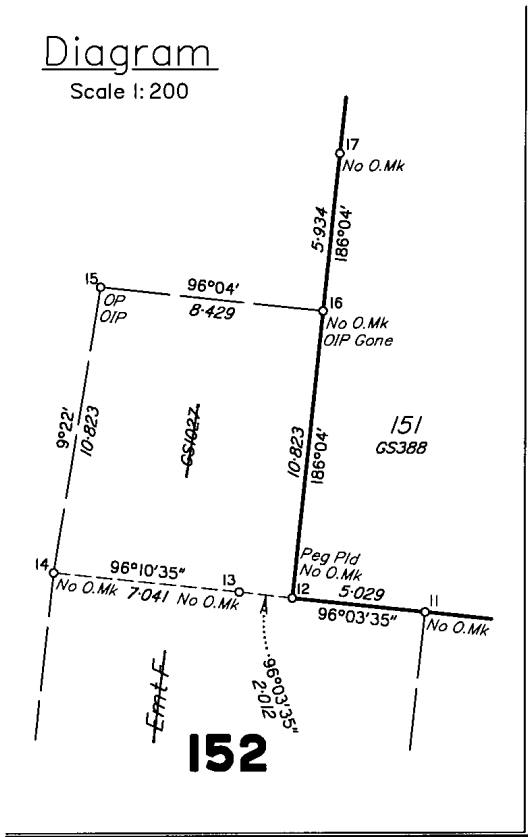 Diagram
Scale 1:200
17
No O.Mk
5·934
186°04'
15
OP
OIP
96°04'
8·429
16
No O.Mk
OIP Gone
9°22'
10·823
GS1027
10·823
186°04'
151
GS388
14
No O.Mk
96°10'35"
7·041
13
No O.Mk
Peg Pld
No O.Mk
12
5·029
96°03'35"
11
No O.Mk
96°03'35"
2·012
Emt F
152